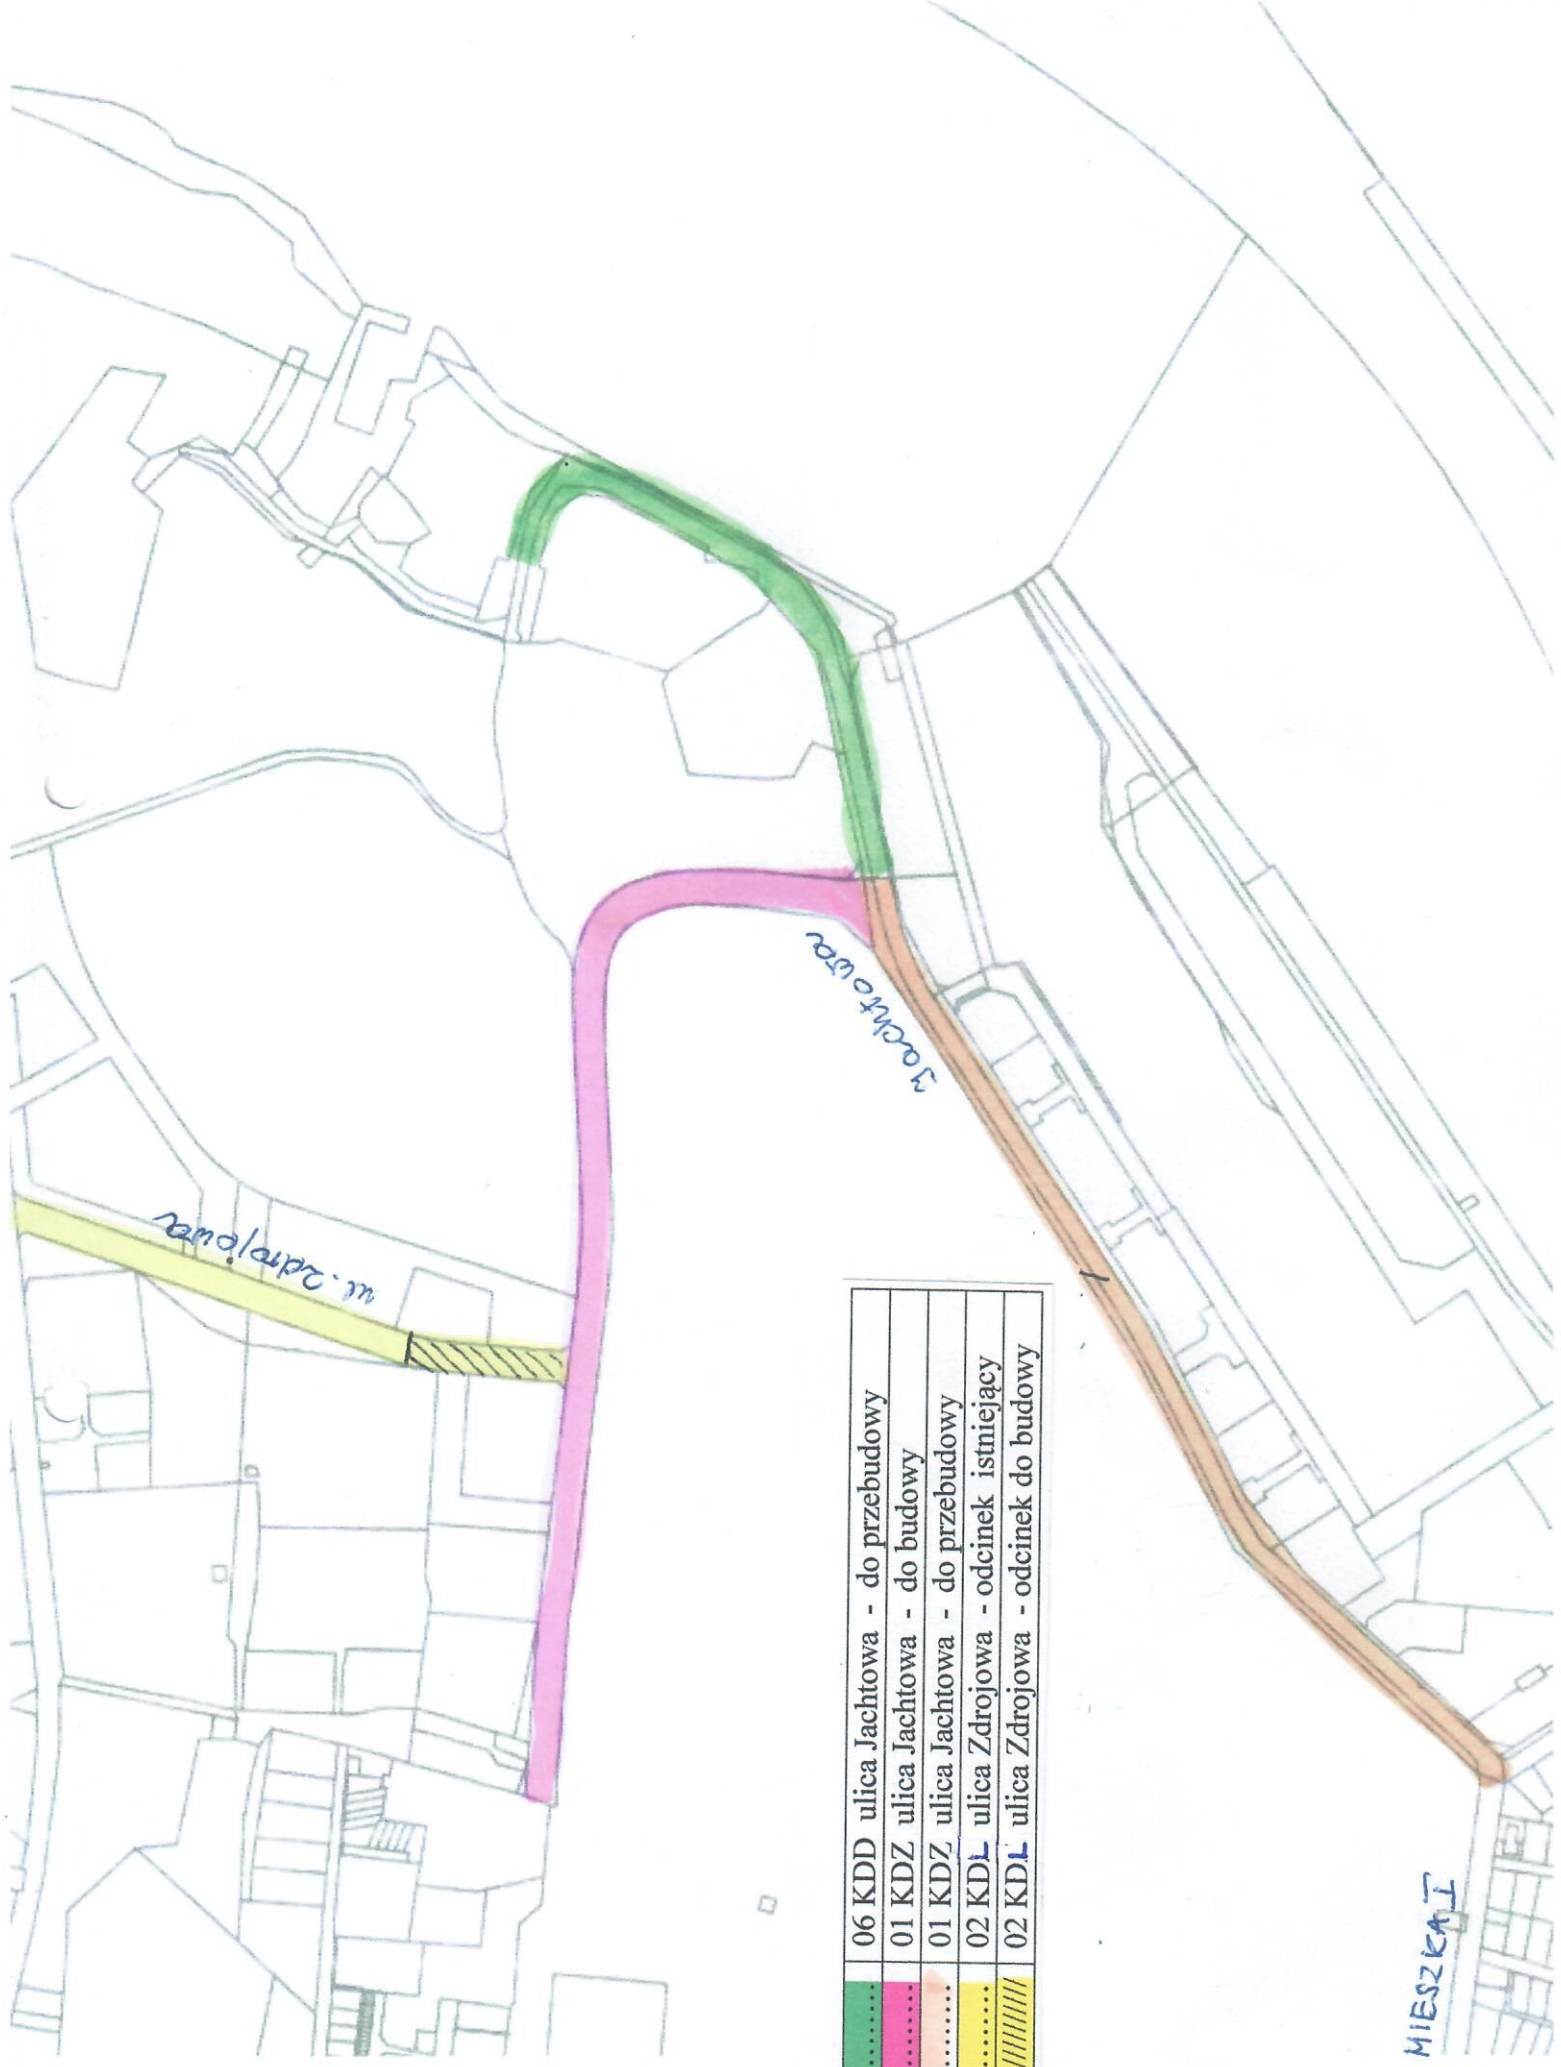 ul. Zdrojowa
Jachtowa
06 KDD ulica Jachtowa - do przebudowy
01 KDZ ulica Jachtowa - do budowy
01 KDZ ulica Jachtowa - do przebudowy
02 KDL ulica Zdrojowa - odcinek istniejący
02 KDL ulica Zdrojowa - odcinek do budowy
MIESZKA I